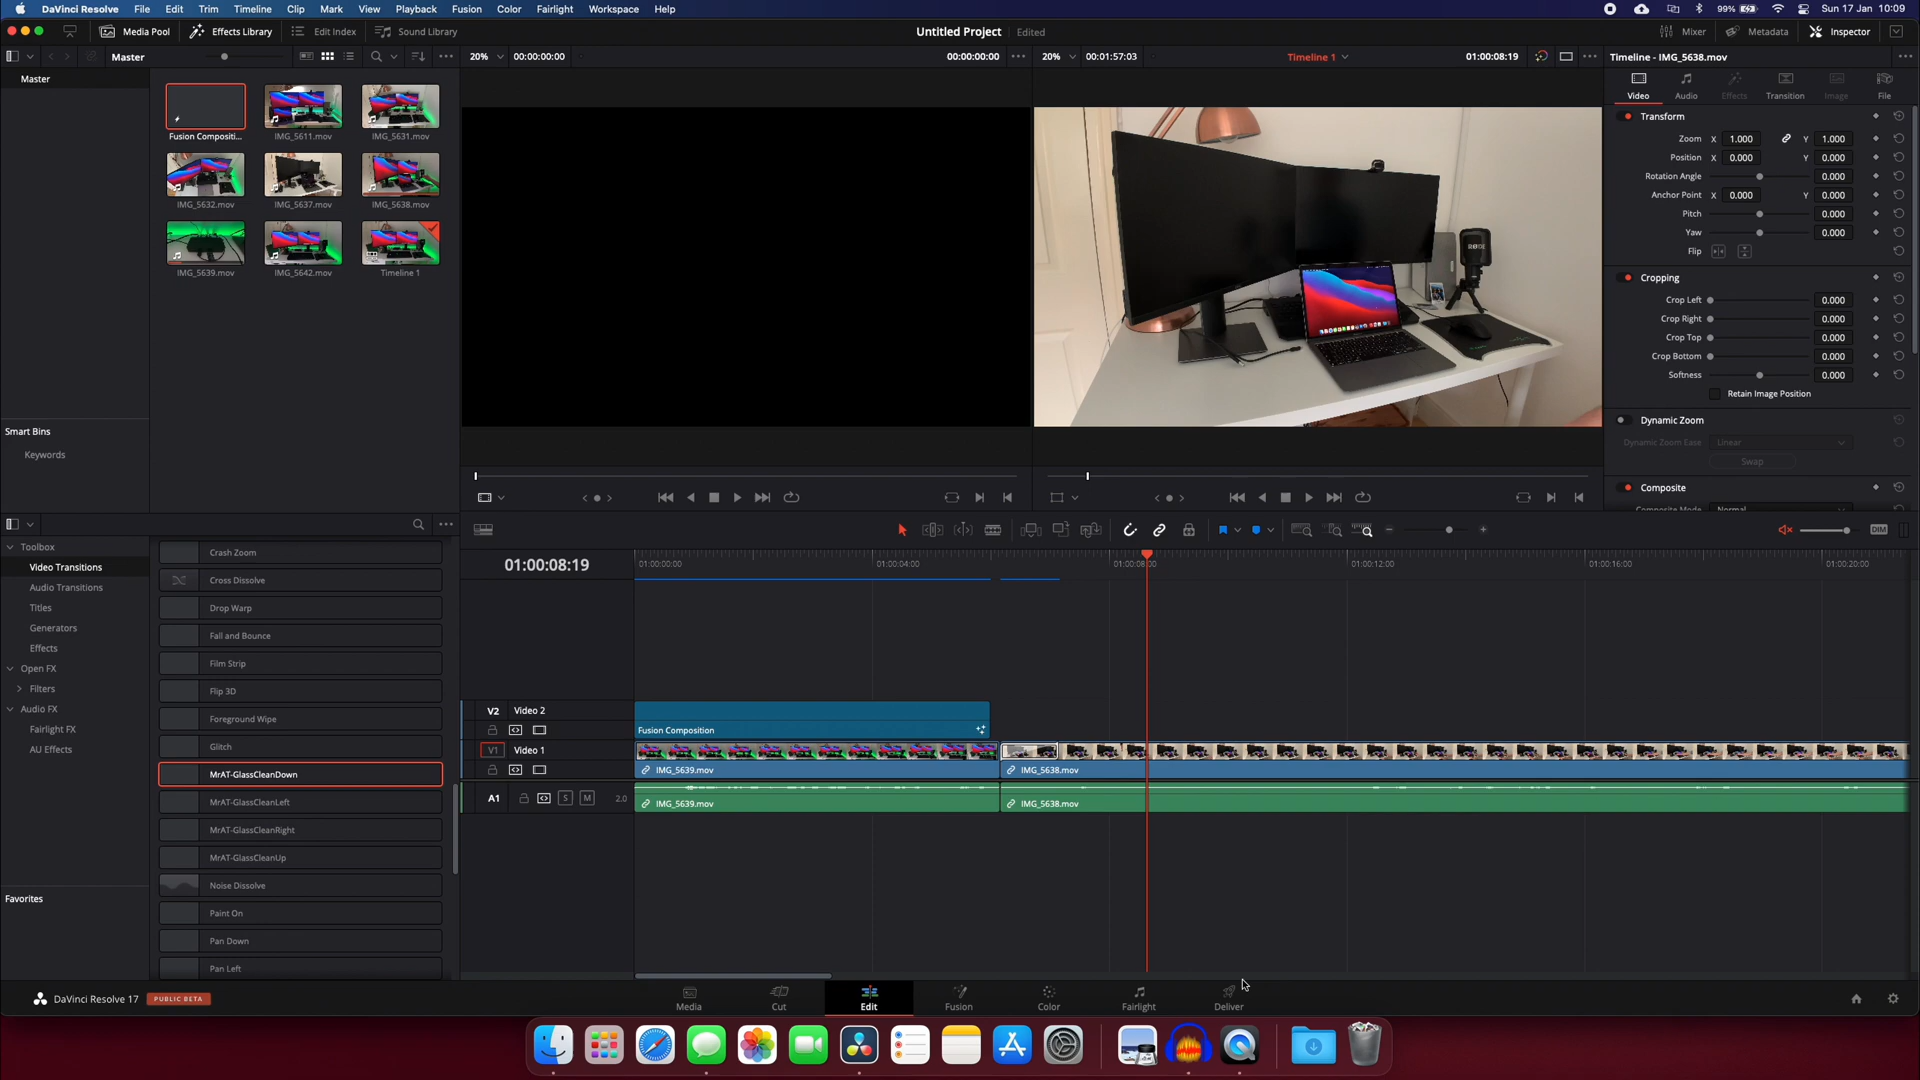 DaVinci Resolve File Edit Trim Timeline Clip Mark View Playback Fusion Color Fairlight Workspace Help 99% Sun 17 Jan 10:09
Media Pool Effects Library Edit Index Sound Library Untitled Project Edited Mixer Metadata Inspector
Master 20% 00:00:00:00 00:00:00:00 20% 00:01:57:03 Timeline 1 01:00:08:19 Timeline - IMG_5638.mov
Master
Fusion Compositi... IMG_5611.mov IMG_5631.mov
IMG_5632.mov IMG_5637.mov IMG_5638.mov
IMG_5639.mov IMG_5642.mov Timeline 1
Smart Bins
Keywords
RØDE
Video Audio Effects Transition Image File
Transform
Zoom X 1.000 Y 1.000
Position X 0.000 Y 0.000
Rotation Angle 0.000
Anchor Point X 0.000 Y 0.000
Pitch 0.000
Yaw 0.000
Flip
Cropping
Crop Left 0.000
Crop Right 0.000
Crop Top 0.000
Crop Bottom 0.000
Softness 0.000
Retain Image Position
Dynamic Zoom
Dynamic Zoom Ease Linear
Swap
Composite
Composite Mode Normal
DIM
Toolbox
Video Transitions
Audio Transitions
Titles
Generators
Effects
Open FX
Filters
Audio FX
Fairlight FX
AU Effects
Favorites
Crash Zoom
Cross Dissolve
Drop Warp
Fall and Bounce
Film Strip
Flip 3D
Foreground Wipe
Glitch
MrAT-GlassCleanDown
MrAT-GlassCleanLeft
MrAT-GlassCleanRight
MrAT-GlassCleanUp
Noise Dissolve
Paint On
Pan Down
Pan Left
01:00:08:19 01:00:00:00 01:00:04:00 01:00:08:00 01:00:12:00 01:00:16:00 01:00:20:00
V2 Video 2
Fusion Composition
V1 Video 1
IMG_5639.mov IMG_5638.mov
A1 S M 2.0 IMG_5639.mov IMG_5638.mov
DaVinci Resolve 17 PUBLIC BETA Media Cut Edit Fusion Color Fairlight Deliver